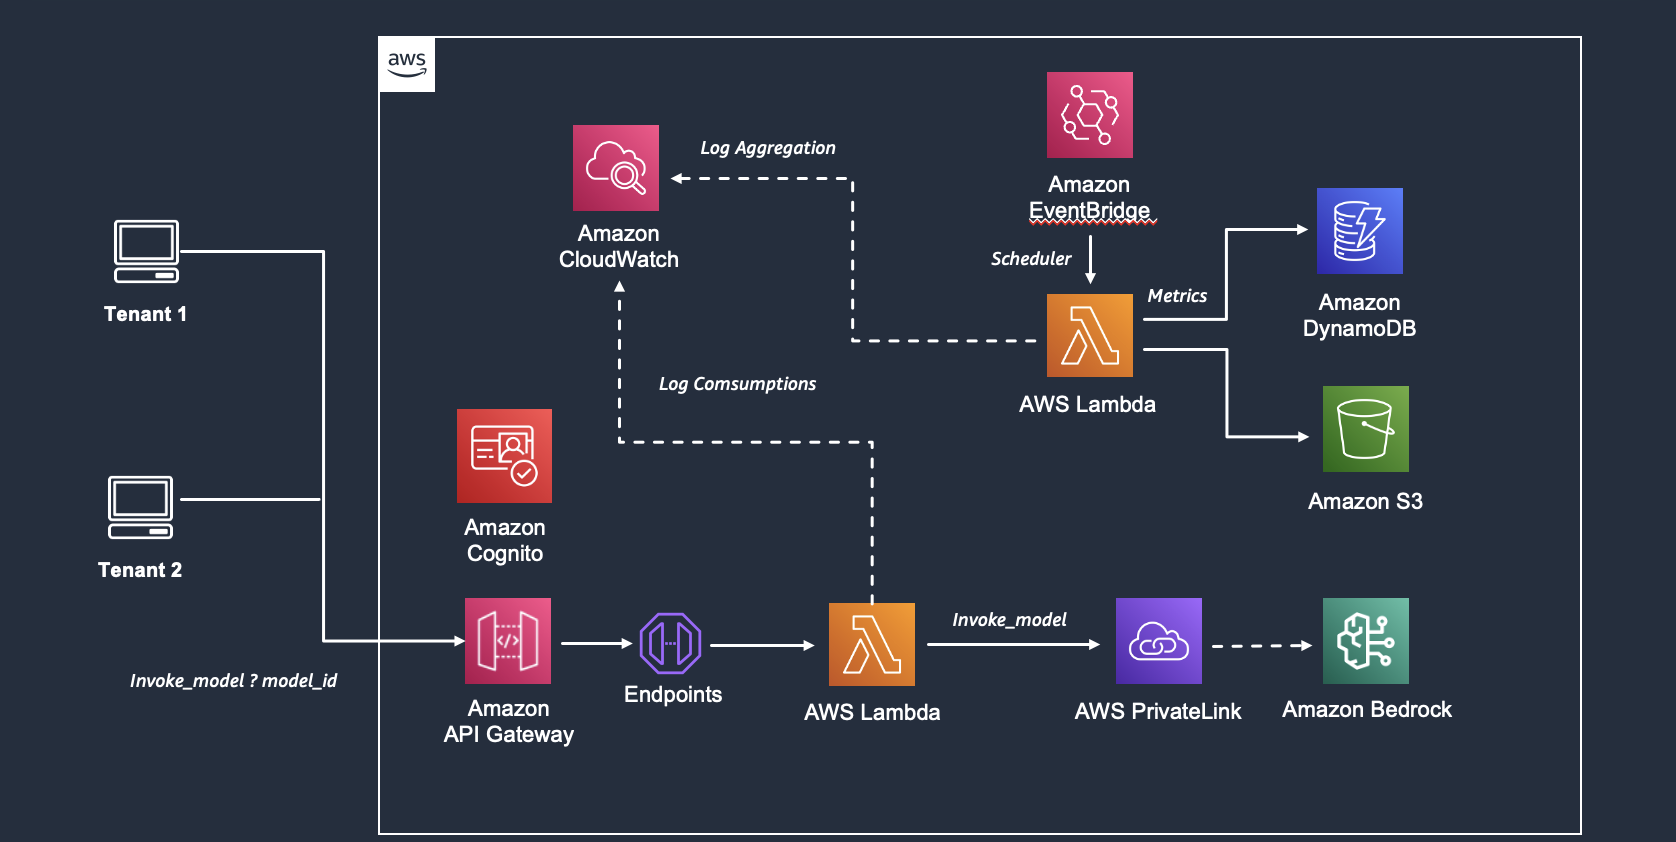 aws
Log Aggregation
Amazon
CloudWatch
Amazon
EventBridge
Scheduler
Metrics
Amazon
DynamoDB
AWS Lambda
Amazon S3
Tenant 1
Tenant 2
Log Comsumptions
Amazon
Cognito
Invoke_model ? model_id
Amazon
API Gateway
Endpoints
AWS Lambda
Invoke_model
AWS PrivateLink
Amazon Bedrock